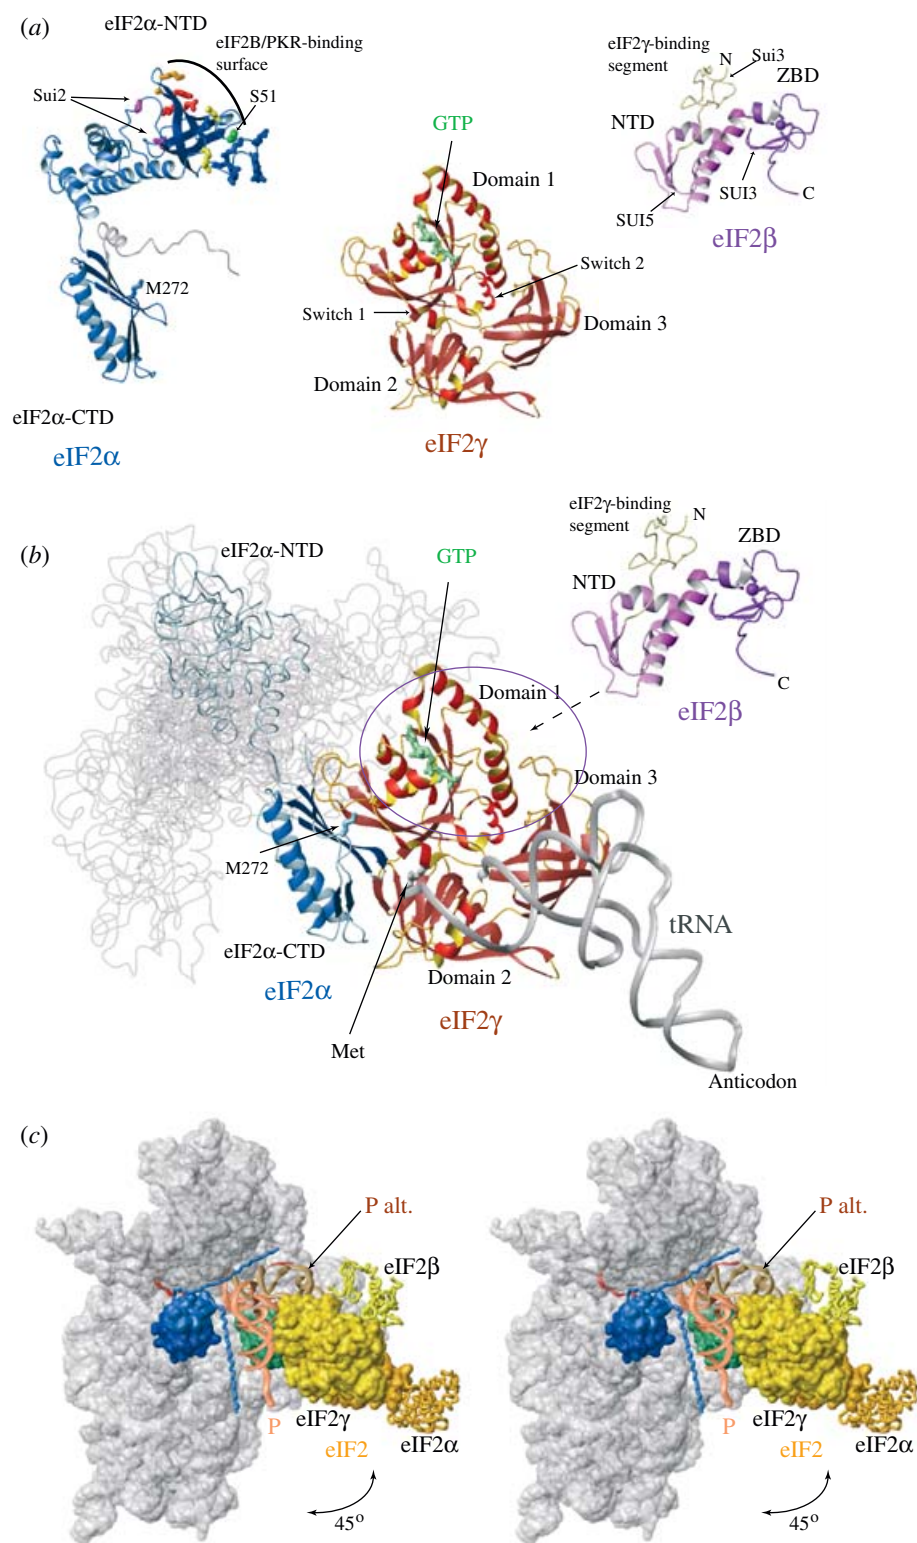 (a)
eIF2α-NTD
eIF2B/PKR-binding
surface
Sui2
S51
M272
eIF2α-CTD
eIF2α
GTP
Domain 1
Switch 2
Switch 1
Domain 3
Domain 2
eIF2γ
eIF2γ-binding
segment
N
Sui3
ZBD
NTD
SUI5
SUI3
C
eIF2β
(b)
eIF2α-NTD
GTP
eIF2γ-binding
segment
N
ZBD
NTD
C
eIF2β
Domain 1
Domain 3
M272
tRNA
eIF2α-CTD
eIF2α
Domain 2
eIF2γ
Met
Anticodon
(c)
P alt.
eIF2β
P
eIF2γ
eIF2
eIF2α
45°
P alt.
eIF2β
P
eIF2γ
eIF2
eIF2α
45°